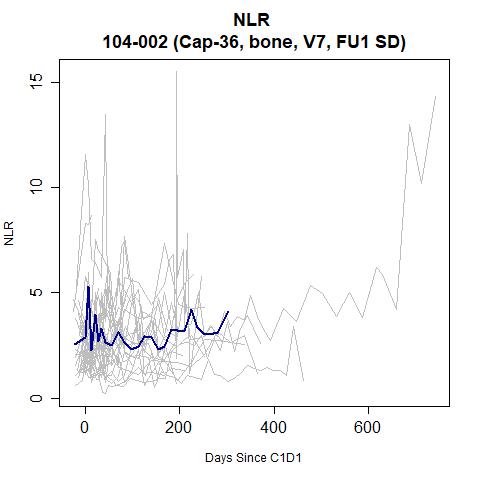 NLR
104-002 (Cap-36, bone, V7, FU1 SD)
15
10
5
0
NLR
0 200 400 600
Days Since C1D1